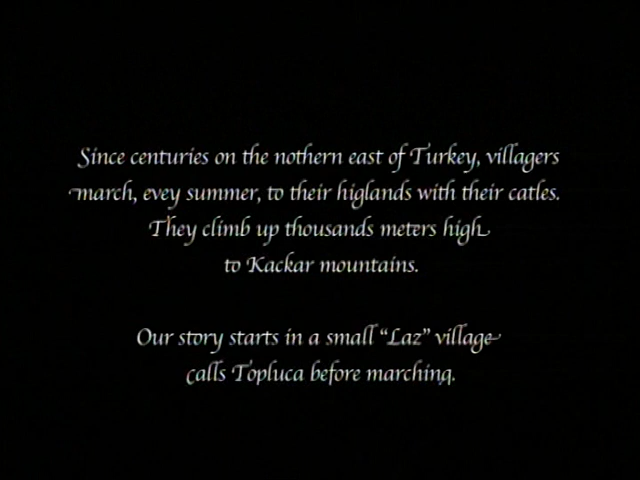 Since centuries on the nothern east of Turkey, villagers
march, evey summer, to their higlands with their catles.
They climb up thousands meters high
to Kackar mountains.
Our story starts in a small "Laz" village
calls Topluca before marching.